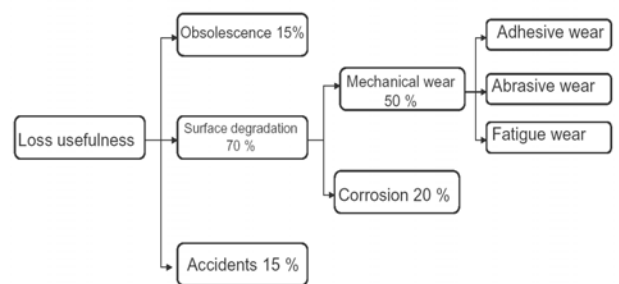 Loss usefulness
Obsolescence 15%
Surface degradation
70 %
Accidents 15 %
Mechanical wear
50 %
Corrosion 20 %
Adhesive wear
Abrasive wear
Fatigue wear